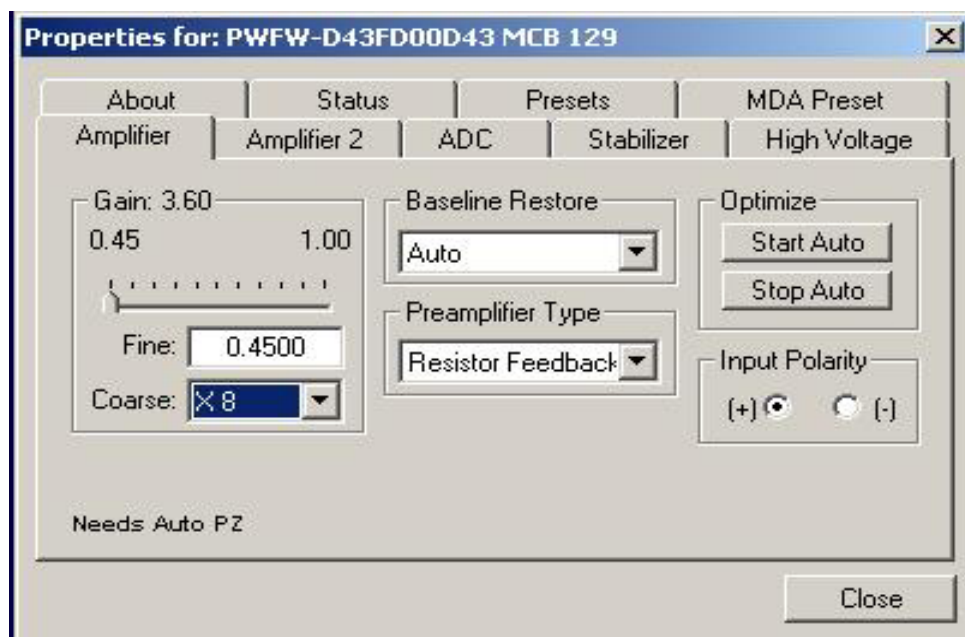 Properties for: PWFW-D43FD00D43 MCB 129
About Status Presets MDA Preset
Amplifier Amplifier 2 ADC Stabilizer High Voltage
Gain: 3.60
0.45 1.00
Fine: 0.4500
Coarse: X 8
Baseline Restore
Auto
Preamplifier Type
Resistor Feedback
Optimize
Start Auto
Stop Auto
Input Polarity
(+) (-)
Needs Auto PZ
Close